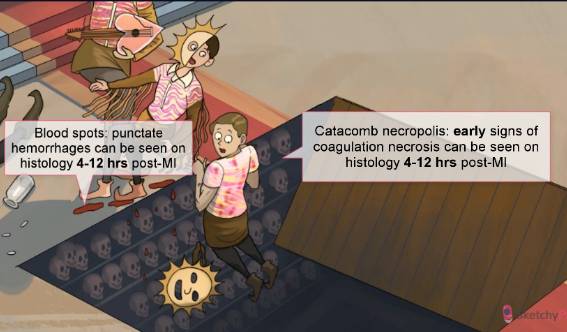 Blood spots: punctate
hemorrhages can be seen on
histology 4-12 hrs post-MI
Catacomb necropolis: early signs of
coagulation necrosis can be seen on
histology 4-12 hrs post-MI
sketchy